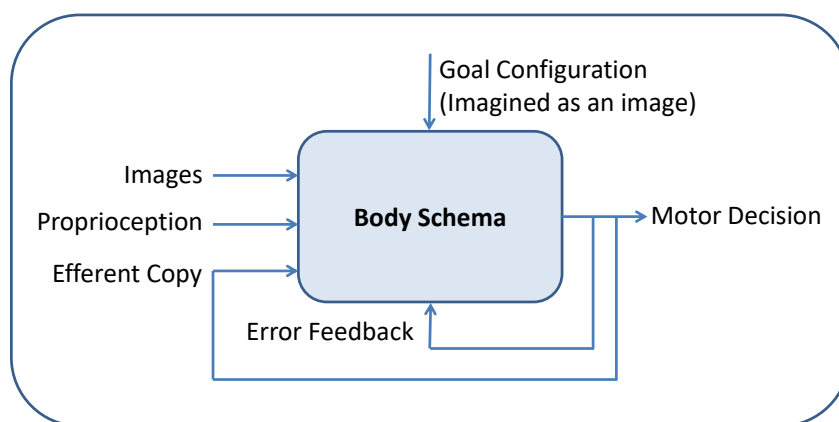 Goal Configuration
(Imagined as an image)
Images
Proprioception
Efferent Copy
Body Schema
Motor Decision
Error Feedback